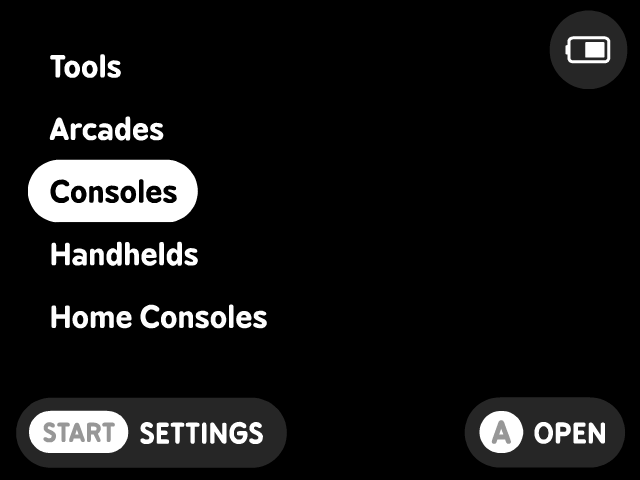 Tools
Arcades
Consoles
Handhelds
Home Consoles
START SETTINGS
A OPEN